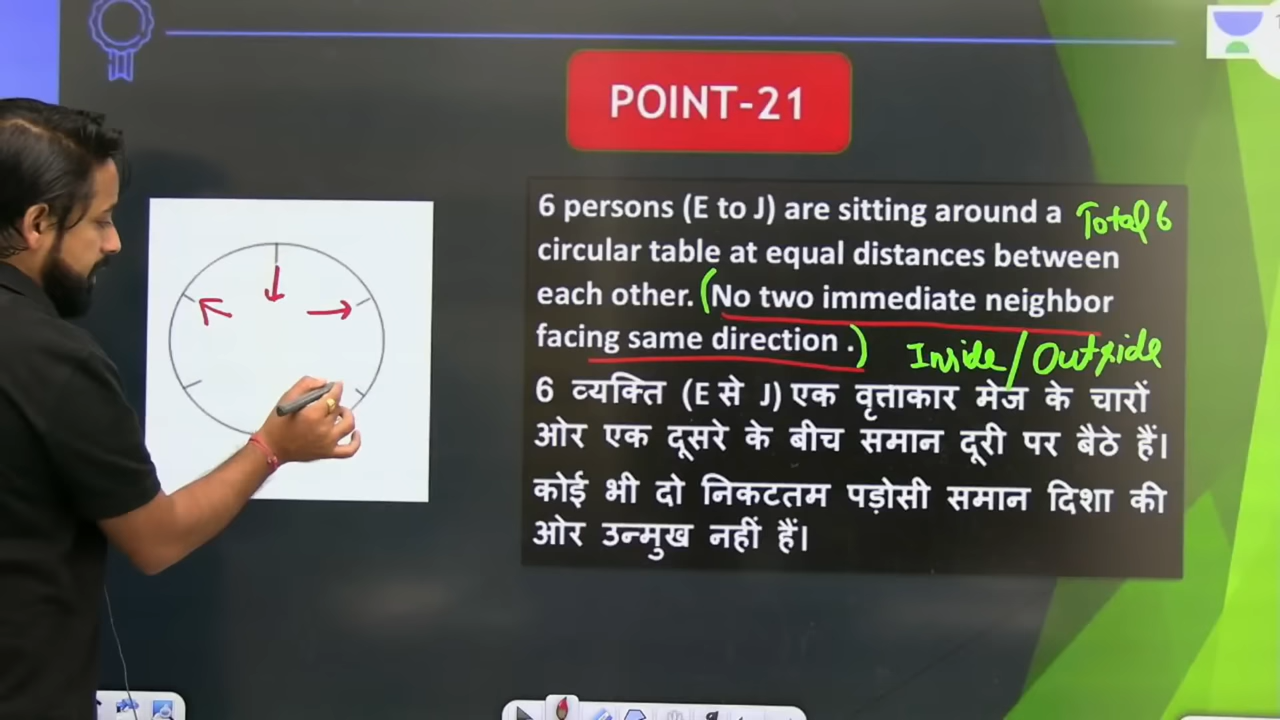 POINT-21
6 persons (E to J) are sitting around a Total 6
circular table at equal distances between
each other. (No two immediate neighbor
facing same direction .) Inside/Outside
6 व्यक्ति (E से J) एक वृत्ताकार मेज के चारों
ओर एक दूसरे के बीच समान दूरी पर बैठे हैं।
कोई भी दो निकटतम पड़ोसी समान दिशा की
ओर उन्मुख नहीं हैं।